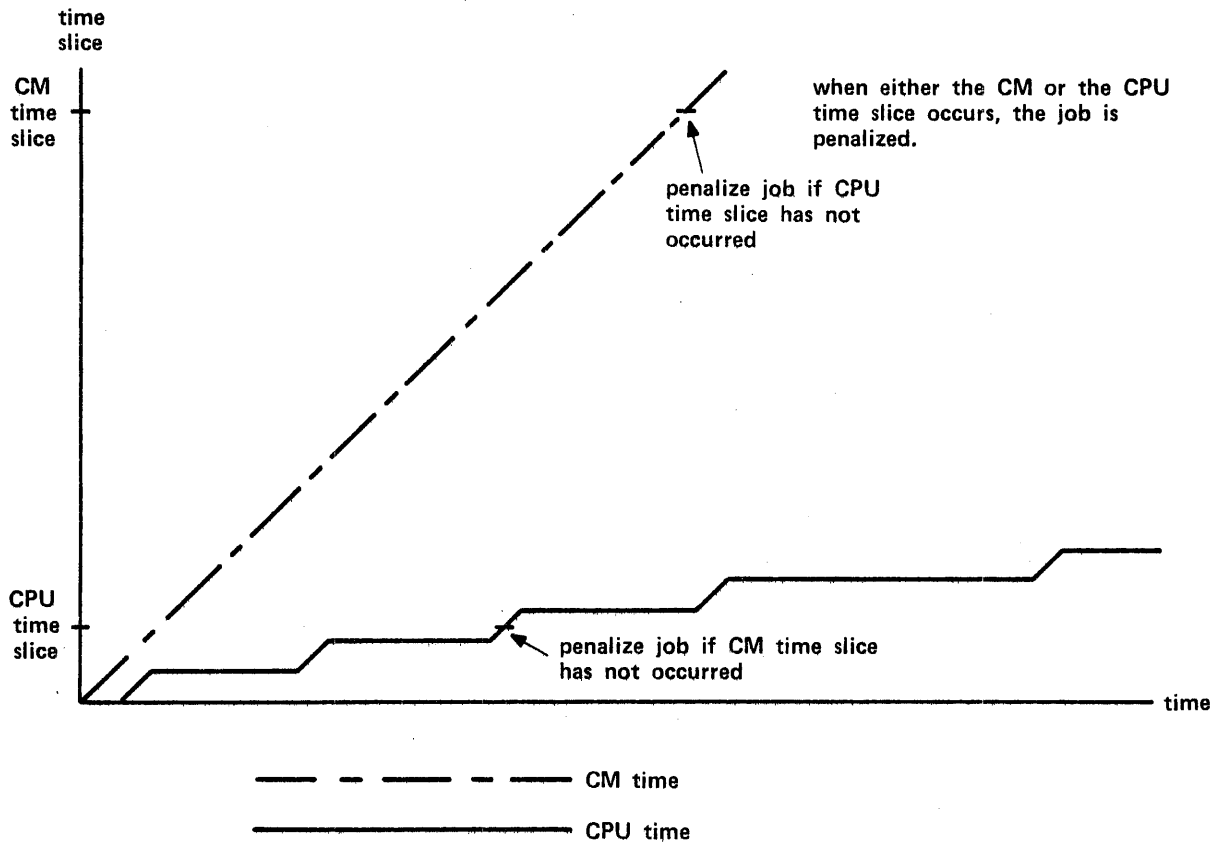 time
slice
CM
time
slice
when either the CM or the CPU
time slice occurs, the job is
penalized.
penalize job if CPU
time slice has not
occurred
CPU
time
slice
penalize job if CM time slice
has not occurred
time
CM time
CPU time